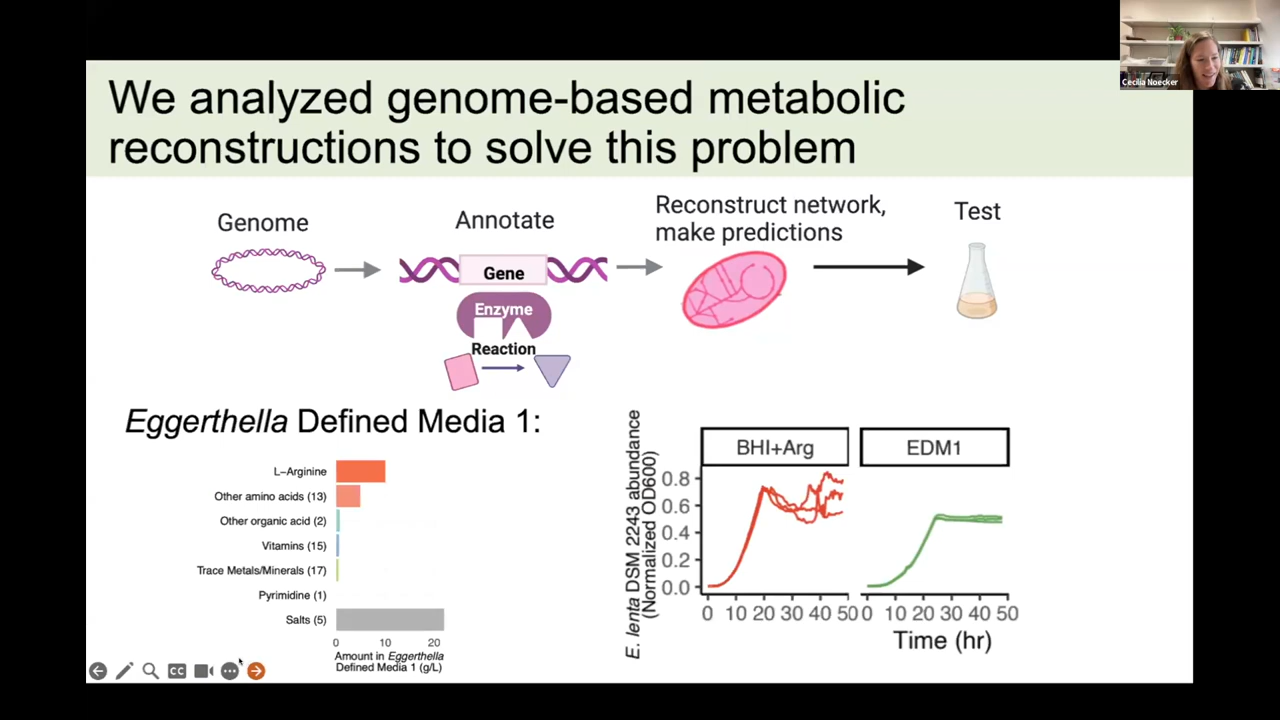 Cecilia Noecker
We analyzed genome-based metabolic
reconstructions to solve this problem
Genome
Annotate
Reconstruct network,
make predictions
Test
Gene
Enzyme
Reaction
Eggerthella Defined Media 1:
L–Arginine
Other amino acids (13)
Other organic acid (2)
Vitamins (15)
Trace Metals/Minerals (17)
Pyrimidine (1)
Salts (5)
0 10 20
Amount in Eggerthella
Defined Media 1 (g/L)
E. lenta DSM 2243 abundance
(Normalized OD600)
BHI+Arg
EDM1
0.8
0.6
0.4
0.2
0.0
0 10 20 30 40 50
0 10 20 30 40 50
Time (hr)
CC